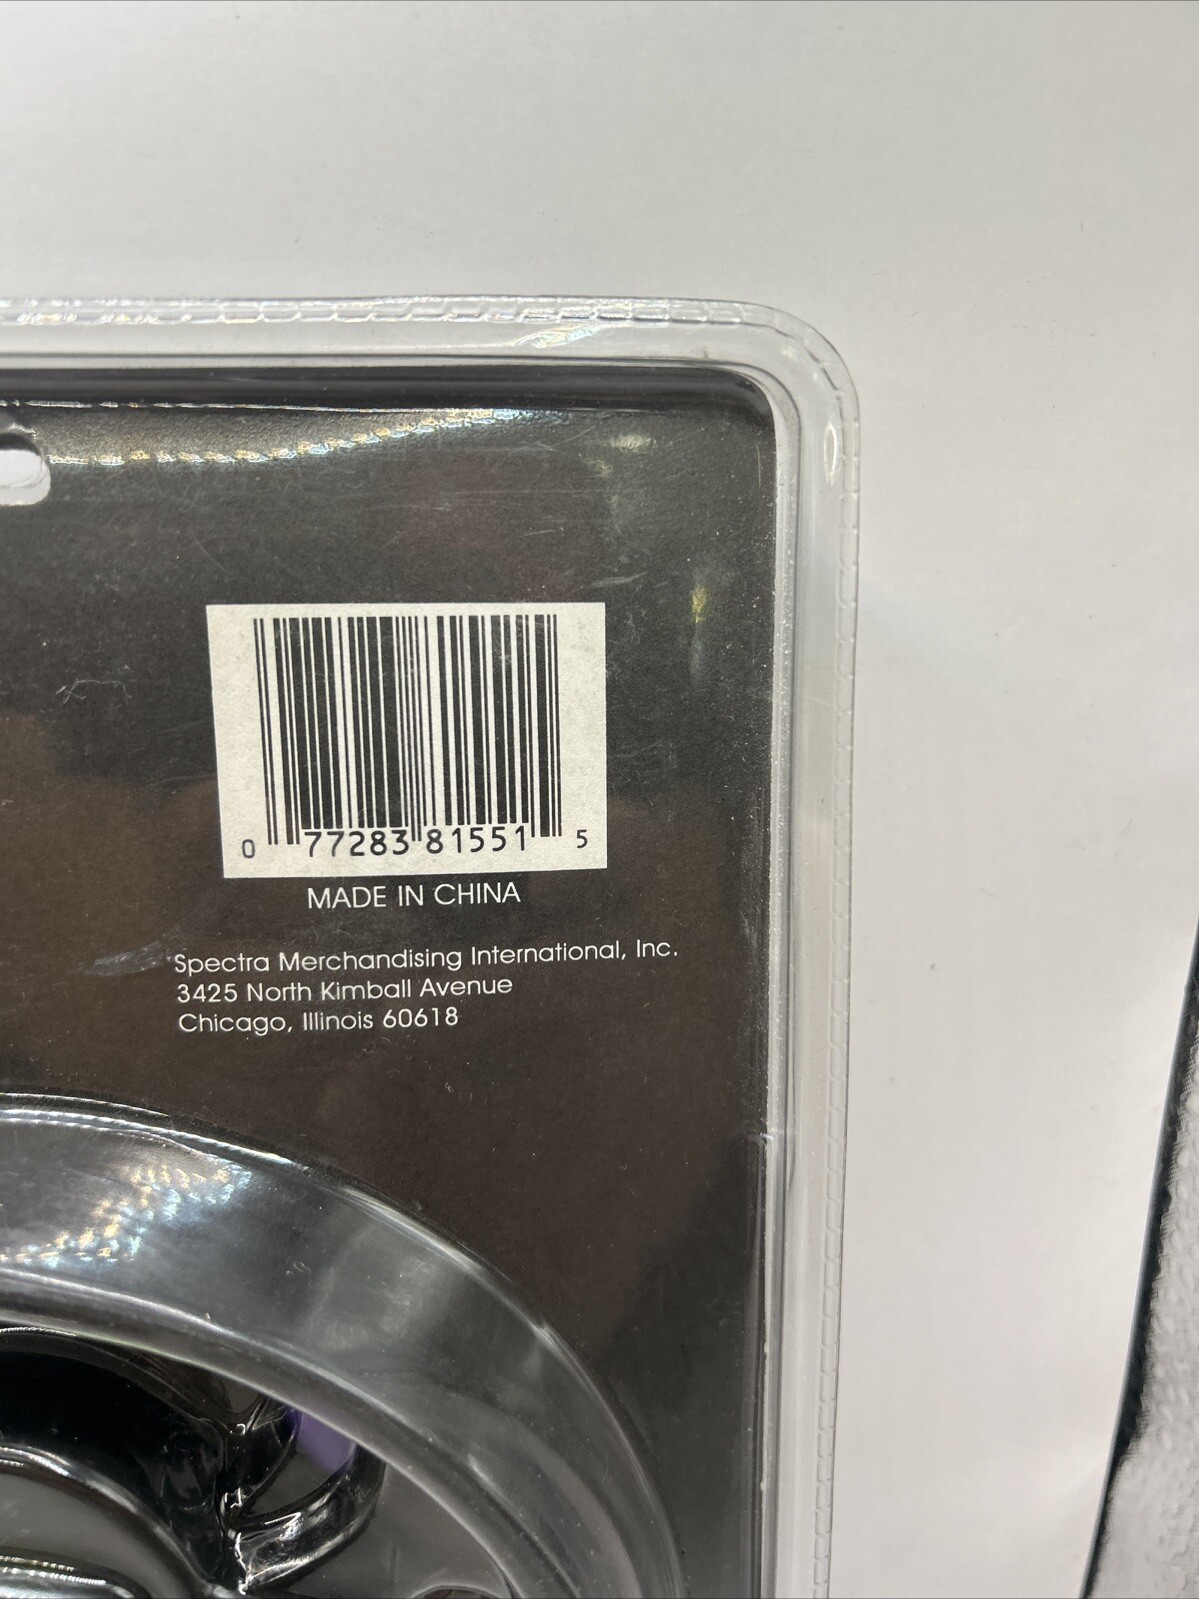 0 77283 81551 5
MADE IN CHINA
Spectra Merchandising International, Inc.
3425 North Kimball Avenue
Chicago, Illinois 60618